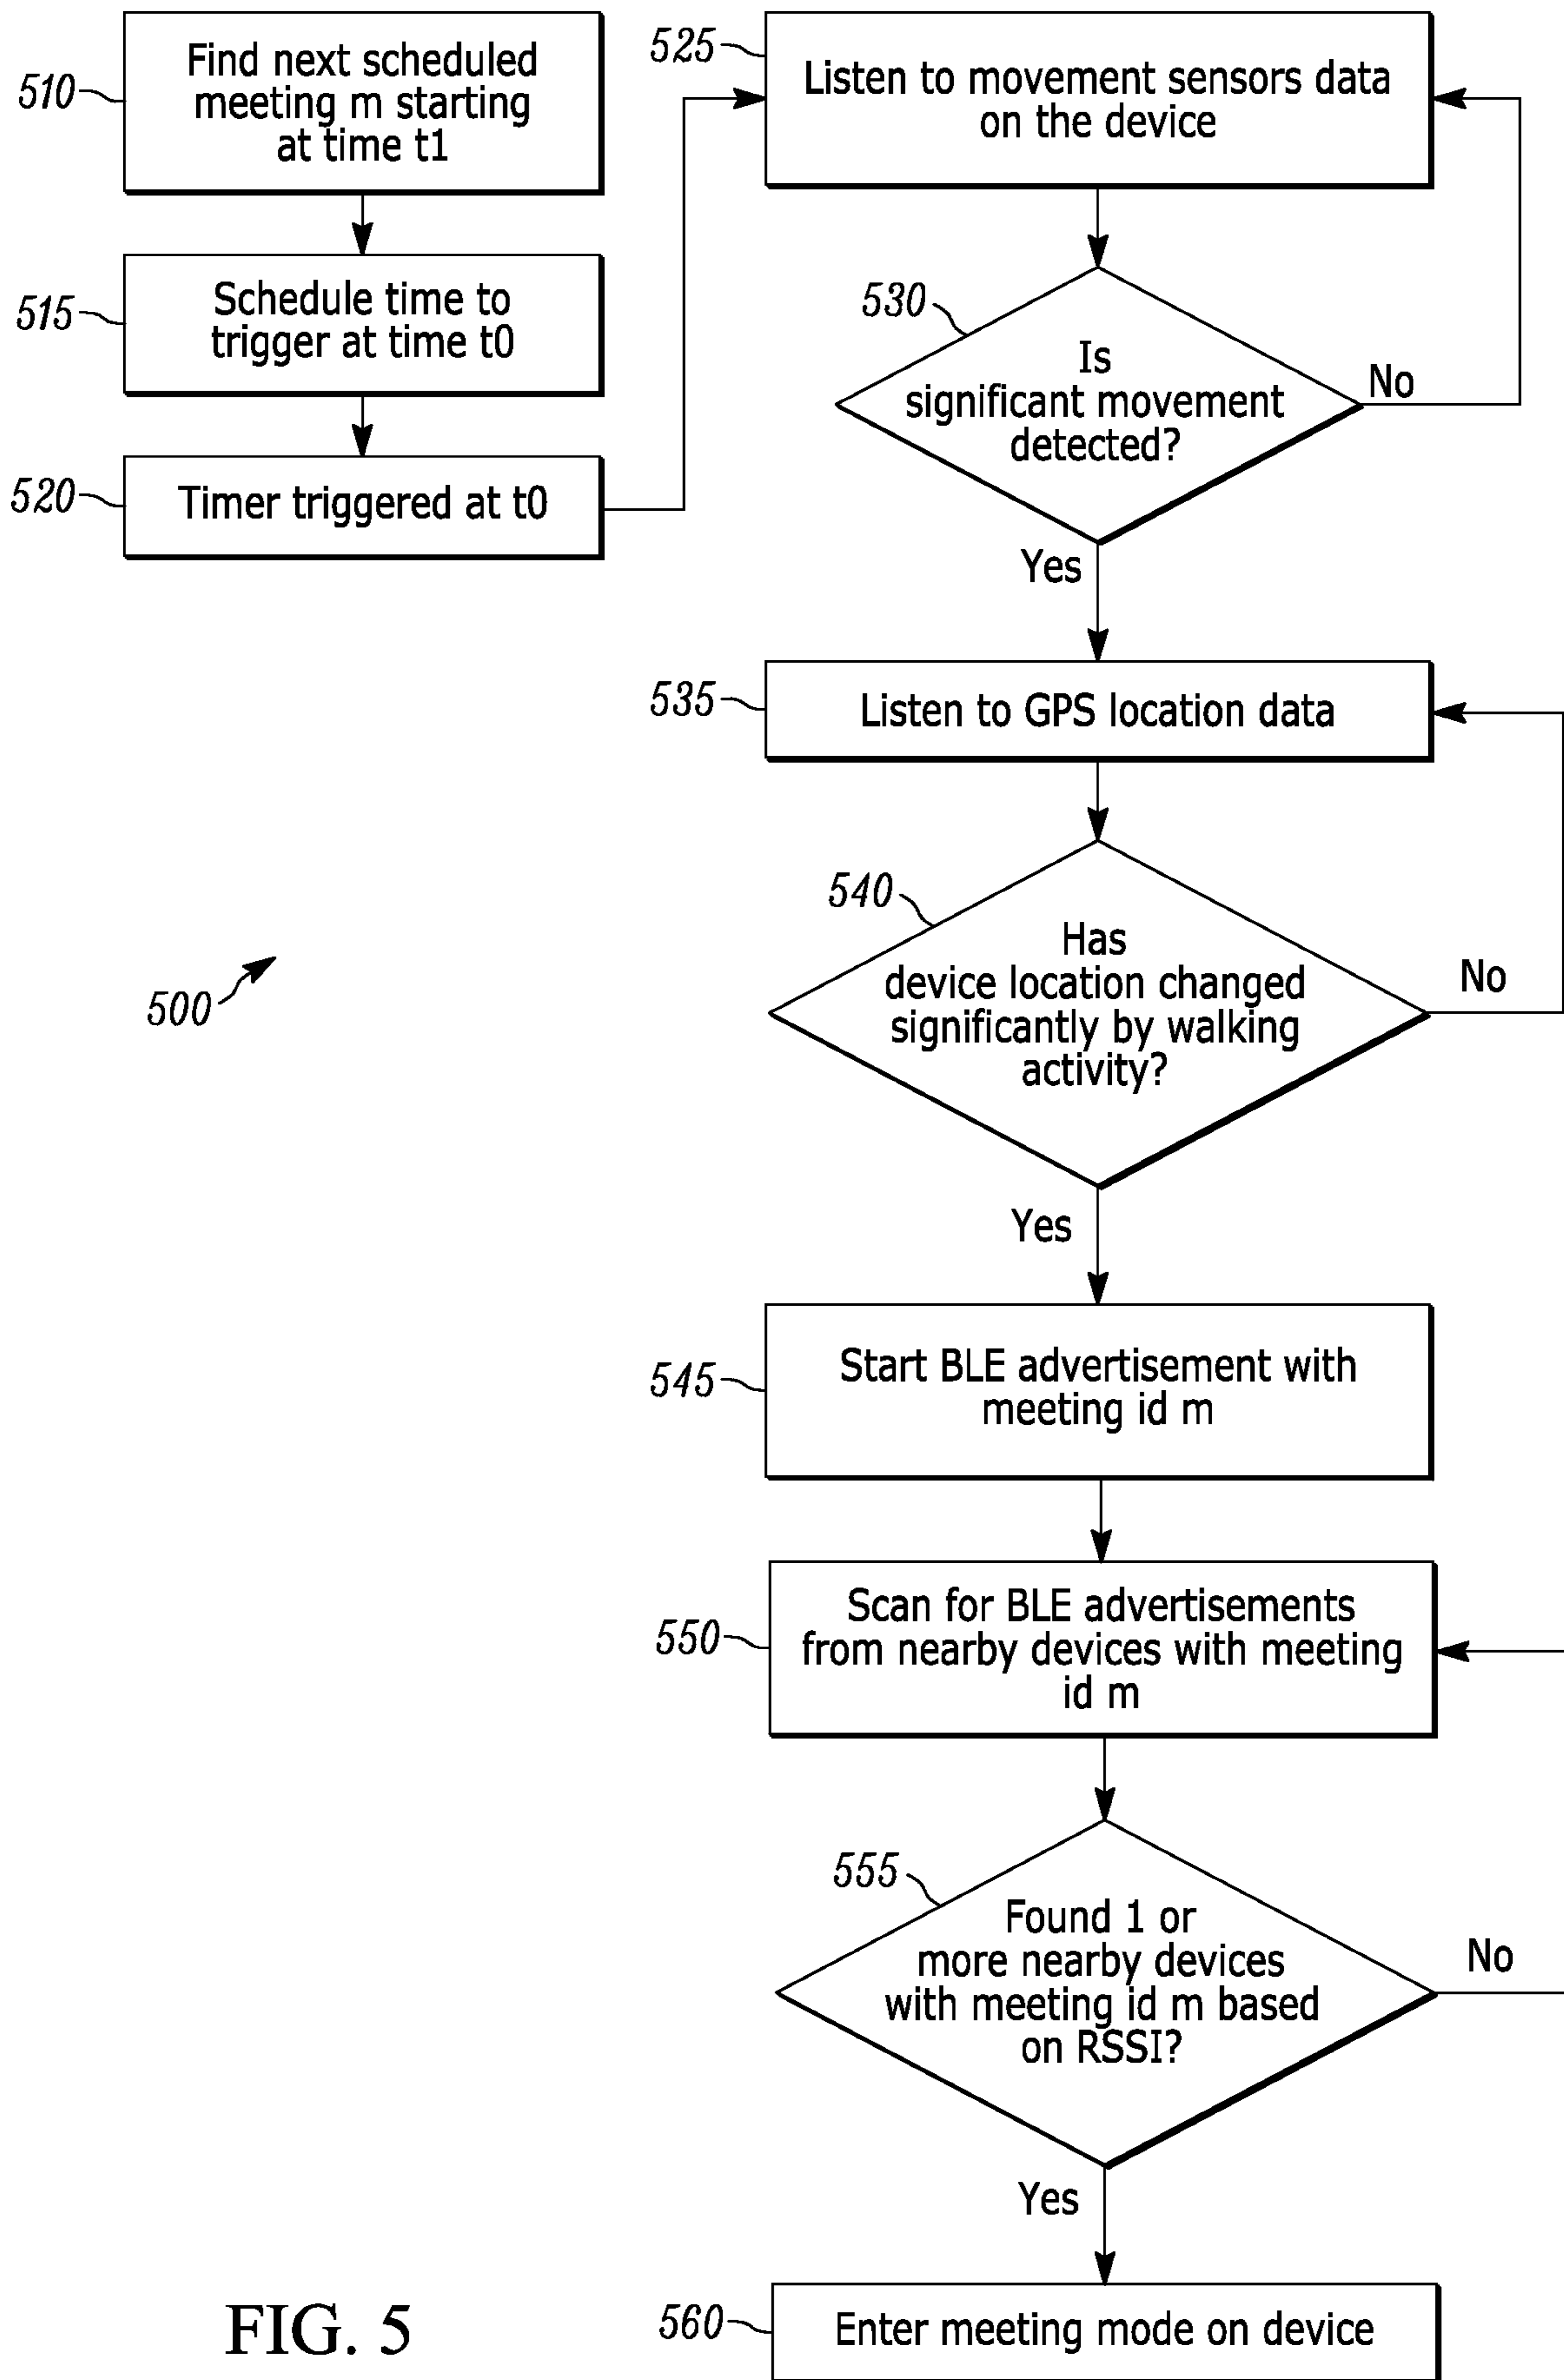 510
Find next scheduled
meeting m starting
at time t1
515
Schedule time to
trigger at time t0
520
Timer triggered at t0
525
Listen to movement sensors data
on the device
530
Is
significant movement
detected?
No
Yes
535
Listen to GPS location data
540
Has
device location changed
significantly by walking
activity?
No
Yes
500
545
Start BLE advertisement with
meeting id m
550
Scan for BLE advertisements
from nearby devices with meeting
id m
555
Found 1 or
more nearby devices
with meeting id m based
on RSSI?
No
Yes
560
Enter meeting mode on device
FIG. 5